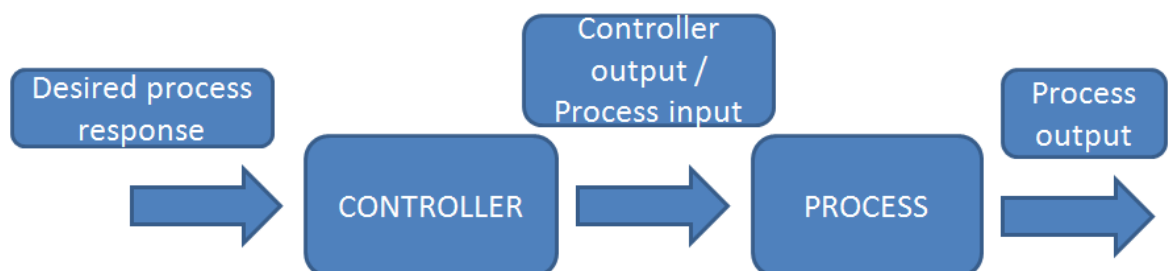 Desired process
response
CONTROLLER
Controller
output /
Process input
PROCESS
Process
output